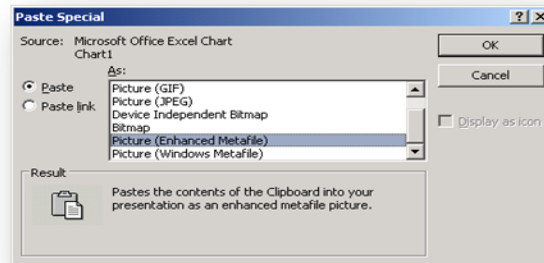 Paste Special
Source: Microsoft Office Excel Chart
Chart1
As:
Paste
Paste link
Picture (GIF)
Picture (JPEG)
Device Independent Bitmap
Bitmap
Picture (Enhanced Metafile)
Picture (Windows Metafile)
OK
Cancel
Display as icon
Result
Pastes the contents of the Clipboard into your
presentation as an enhanced metafile picture.